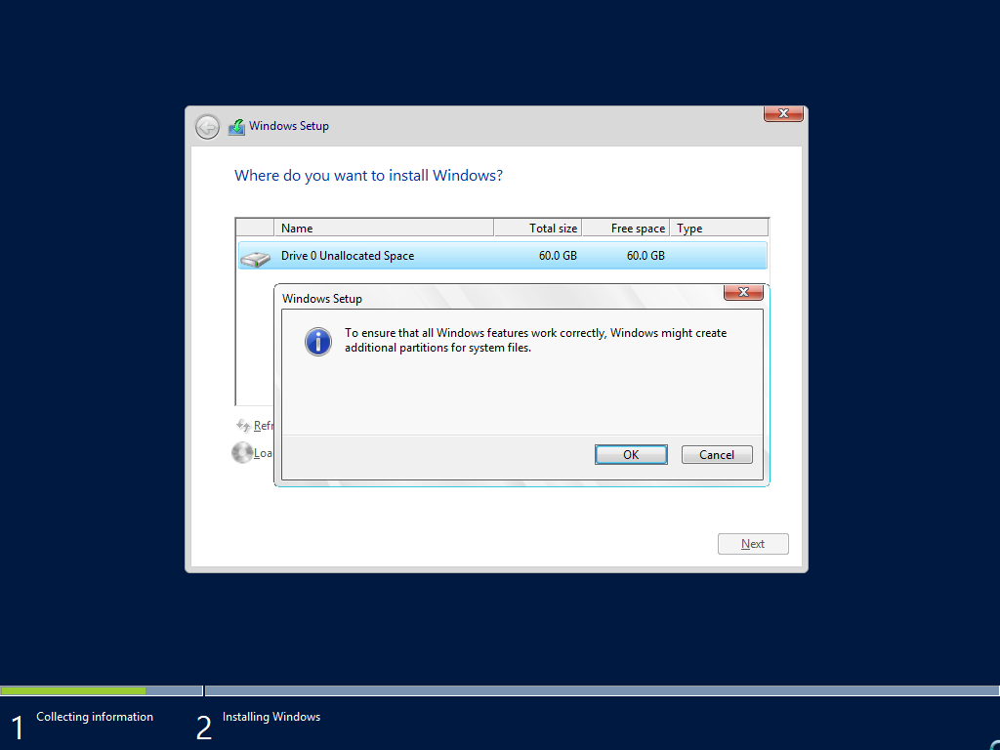 Windows Setup
Where do you want to install Windows?
Name Total size Free space Type
Drive 0 Unallocated Space 60.0 GB 60.0 GB
Windows Setup
To ensure that all Windows features work correctly, Windows might create
additional partitions for system files.
OK Cancel
Next
1 Collecting information 2 Installing Windows